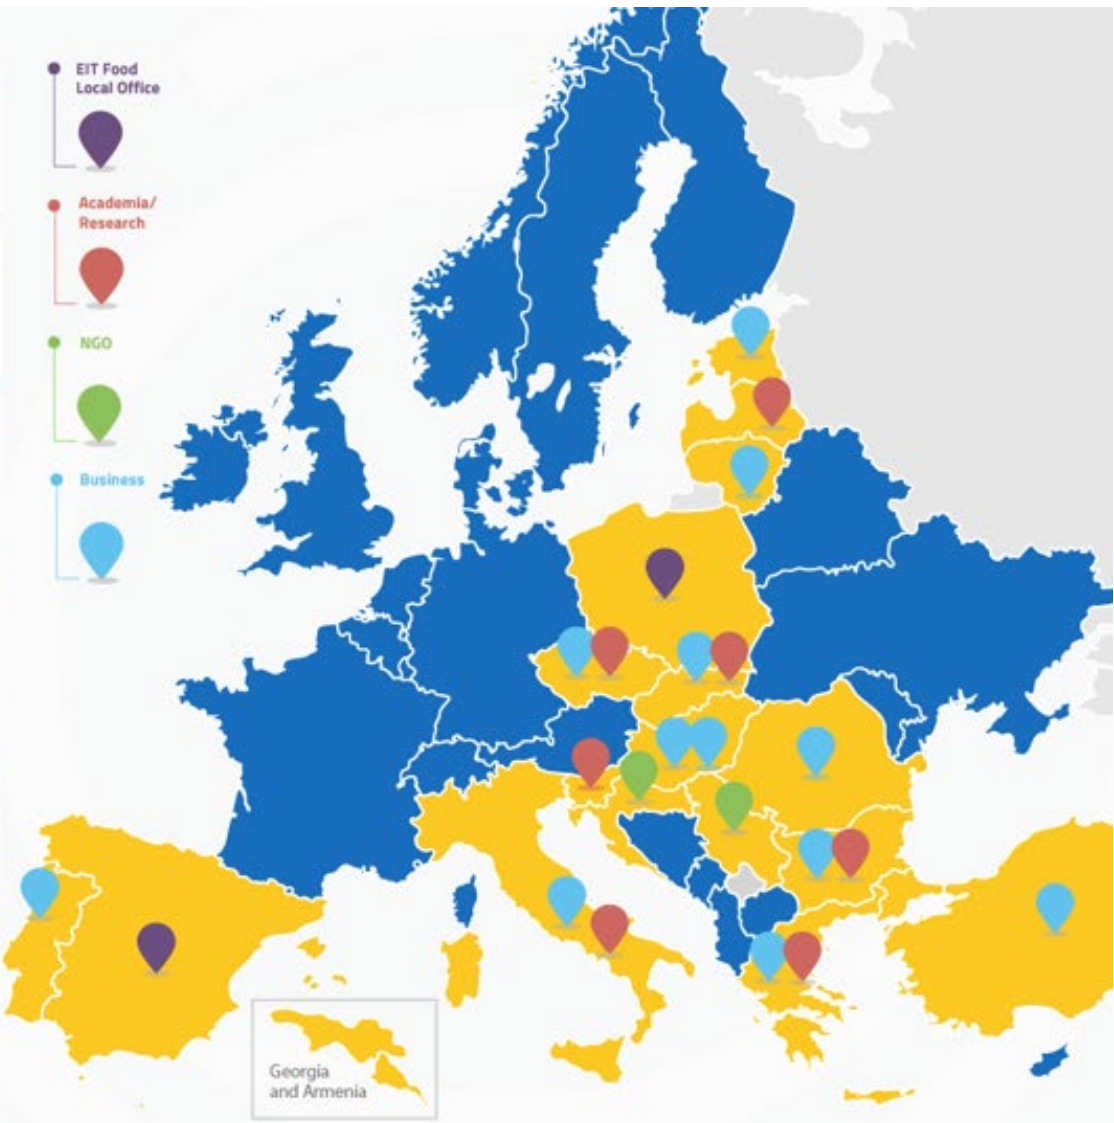 EIT Food
Local Office
Academia/
Research
NGO
Business
Georgia
and Armenia